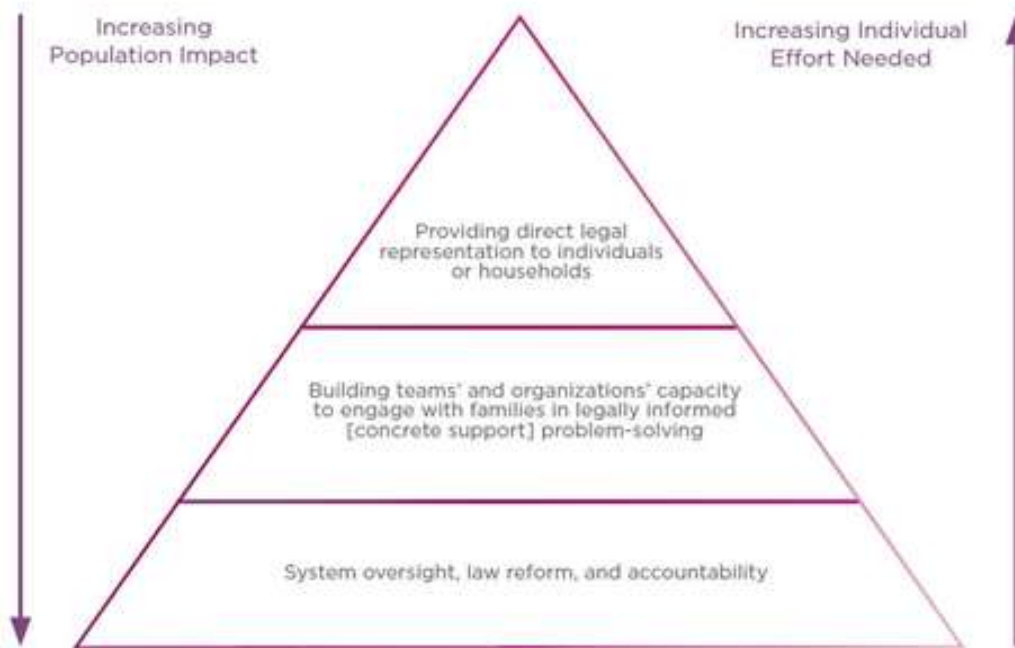 Increasing
Population Impact
Increasing Individual
Effort Needed
Providing direct legal
representation to individuals
or households
Building teams' and organizations' capacity
to engage with families in legally informed
[concrete support] problem-solving
System oversight, law reform, and accountability